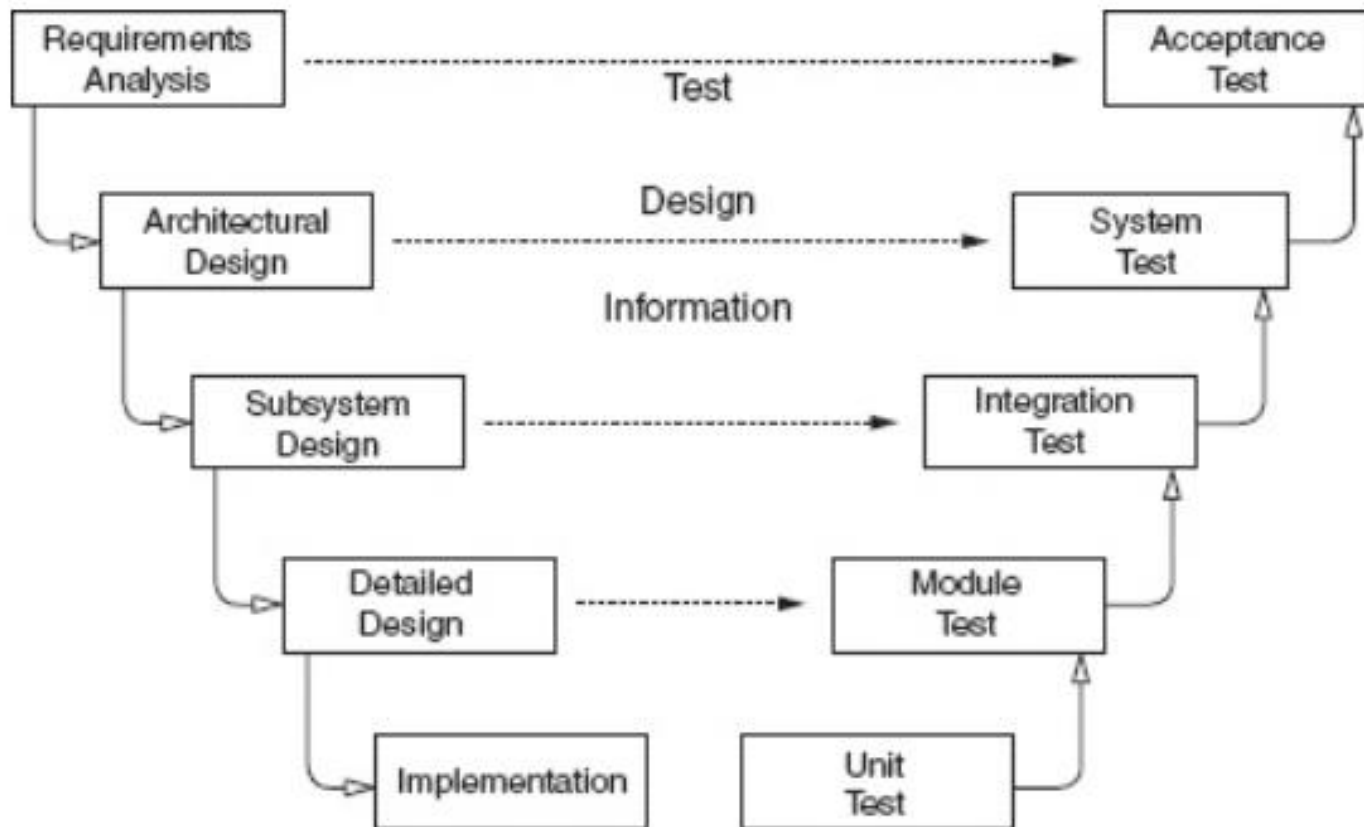 Requirements
Analysis
Acceptance
Test
Test
Architectural
Design
Design
System
Test
Information
Subsystem
Design
Integration
Test
Detailed
Design
Module
Test
Implementation
Unit
Test